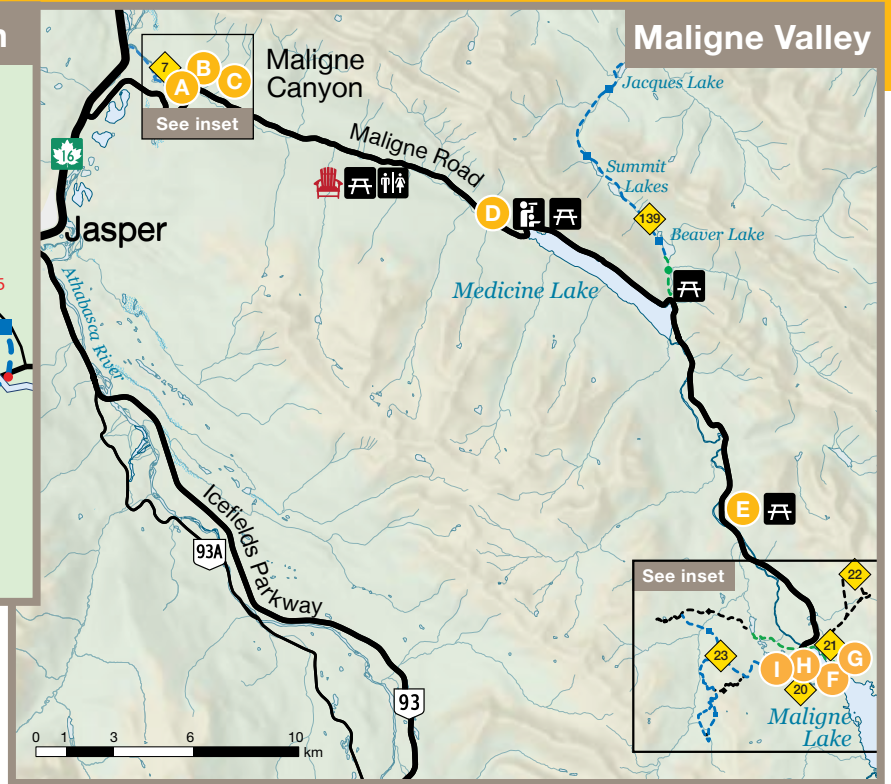 n
Maligne Valley
7
A
B
C
Maligne
Canyon
See inset
Jacques Lake
Maligne Road
16
Summit
Lakes
139
D
Jasper
Beaver Lake
5
Athabasca River
Medicine Lake
E
Icefields Parkway
93A
See inset
22
21
23
I
H
G
F
20
93
Maligne
Lake
0 1 3 6 10
km